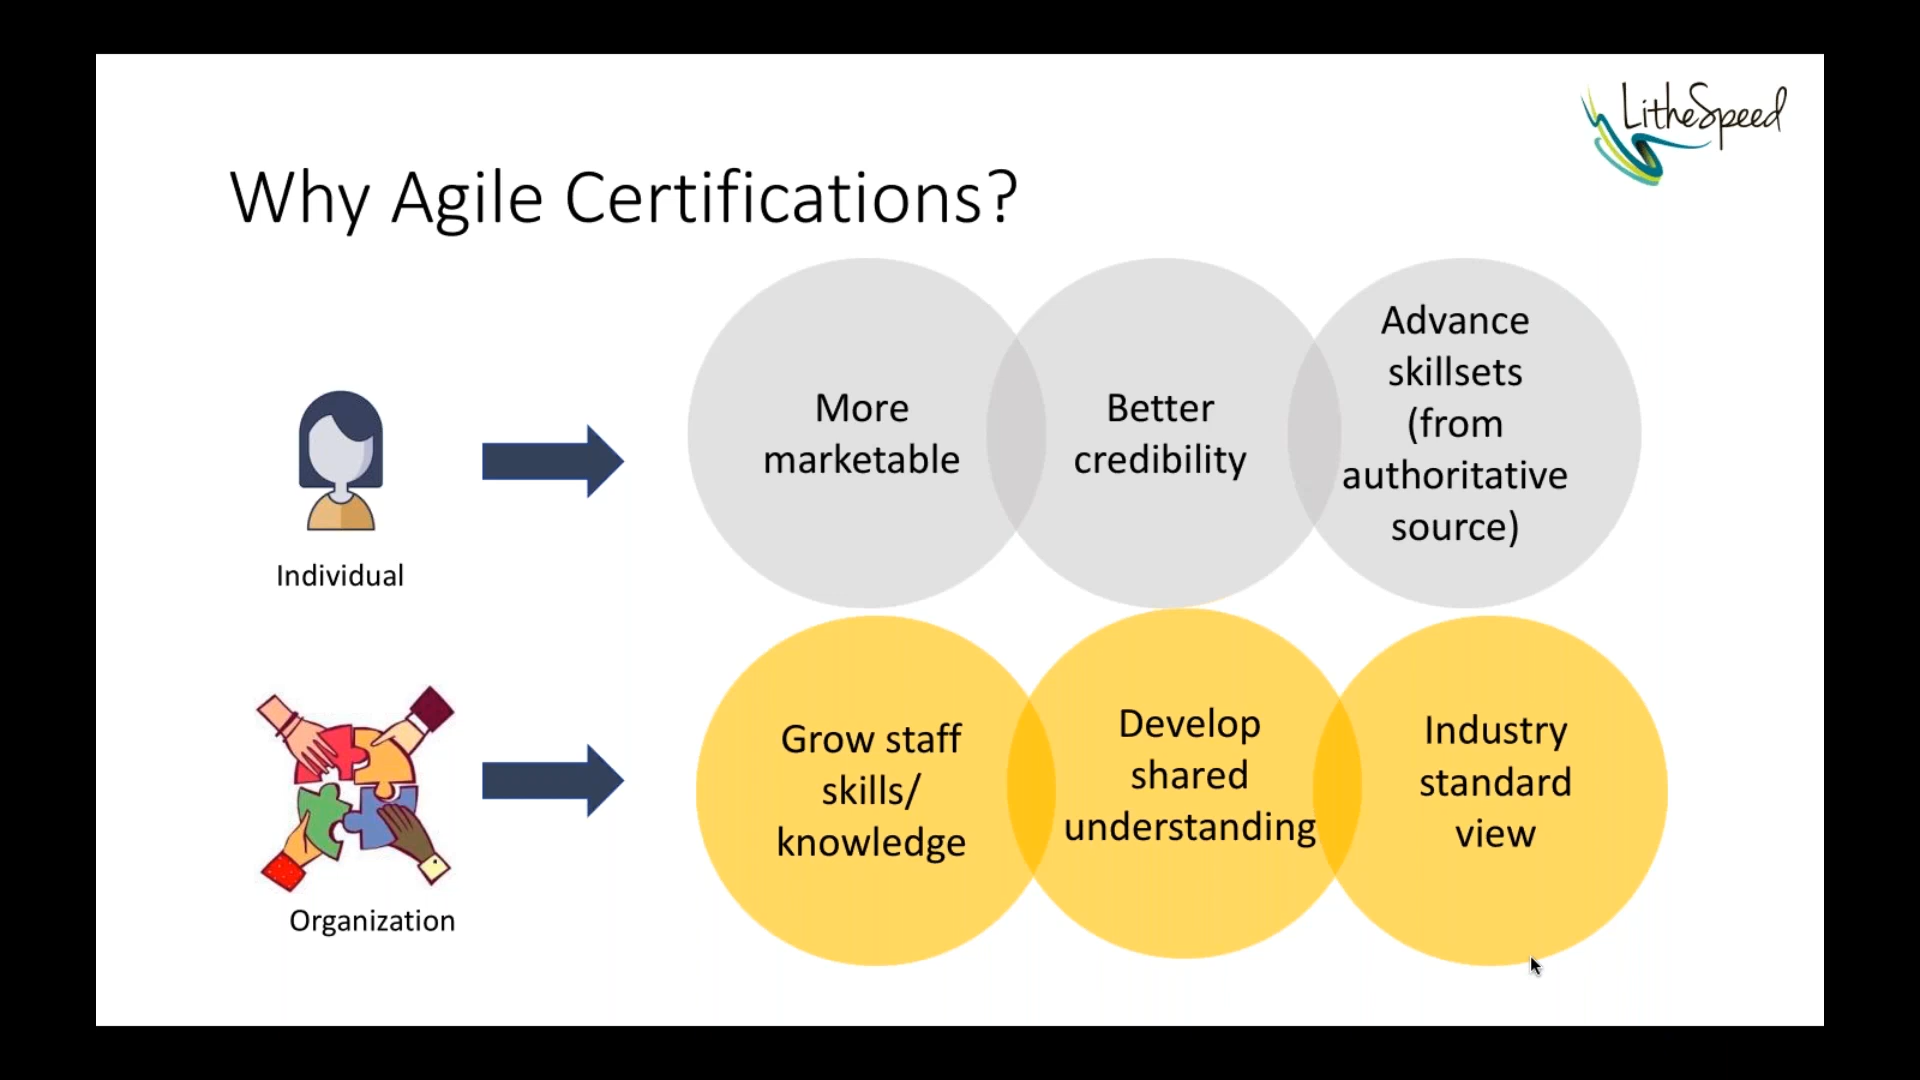 LitheSpeed
Why Agile Certifications?
Individual
More
marketable
Better
credibility
Advance
skillsets
(from
authoritative
source)
Organization
Grow staff
skills/
knowledge
Develop
shared
understanding
Industry
standard
view